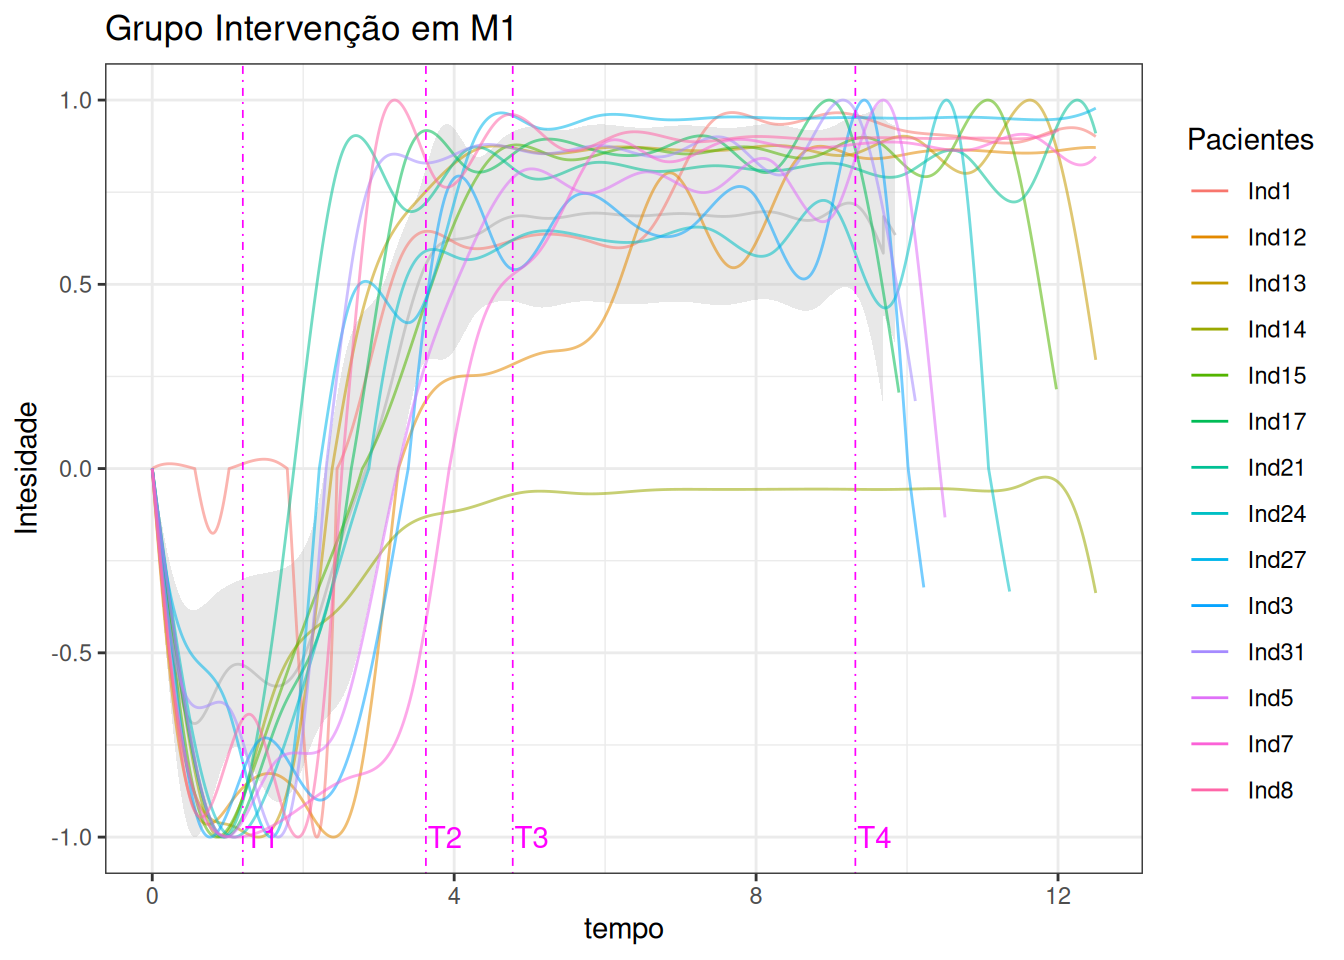 Grupo Intervenção em M1
Intesidade
1.0
0.5
0.0
-0.5
-1.0
T1
T2
T3
T4
0
4
8
12
tempo
Pacientes
Ind1
Ind12
Ind13
Ind14
Ind15
Ind17
Ind21
Ind24
Ind27
Ind3
Ind31
Ind5
Ind7
Ind8